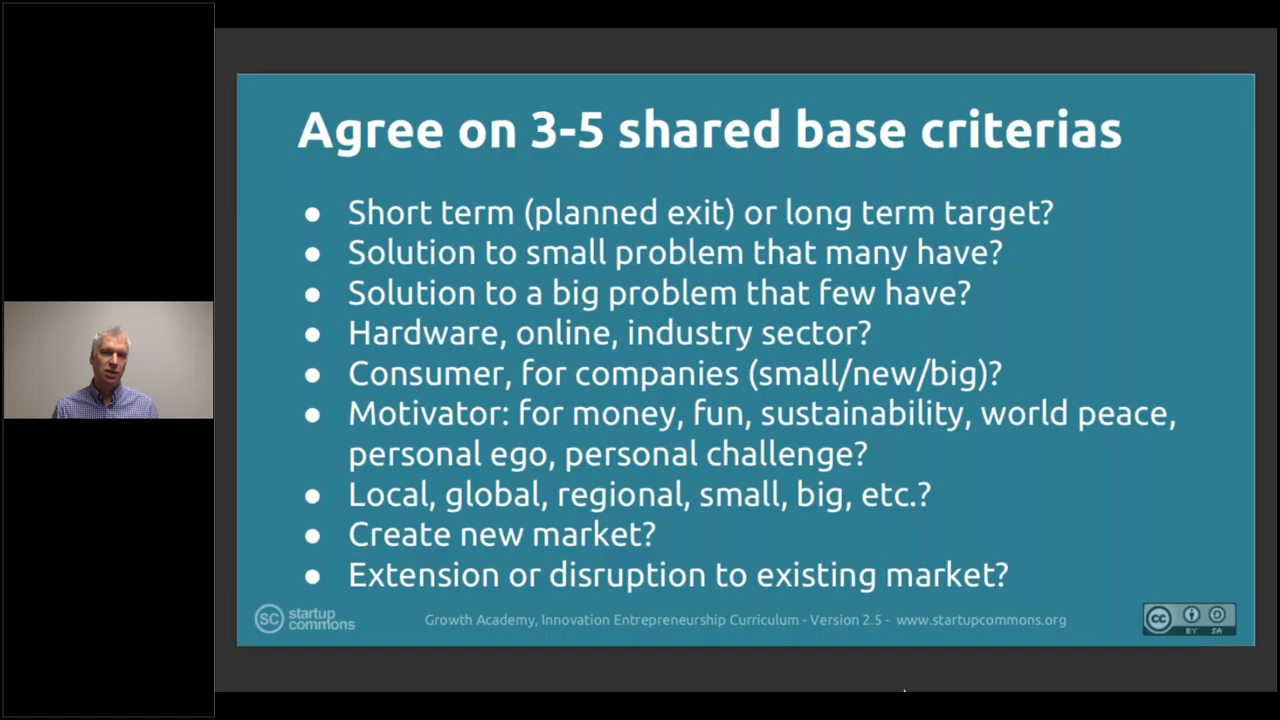 Agree on 3-5 shared base criterias
● Short term (planned exit) or long term target?
● Solution to small problem that many have?
● Solution to a big problem that few have?
● Hardware, online, industry sector?
● Consumer, for companies (small/new/big)?
● Motivator: for money, fun, sustainability, world peace,
personal ego, personal challenge?
● Local, global, regional, small, big, etc.?
● Create new market?
● Extension or disruption to existing market?
SC startup
commons
Growth Academy, Innovation Entrepreneurship Curriculum - Version 2.5 - www.startupcommons.org
cc
BY SA